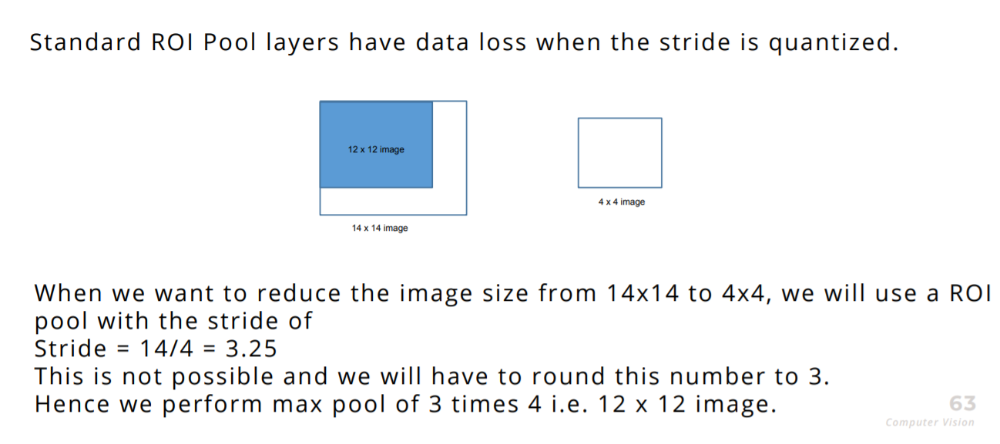 Standard ROI Pool layers have data loss when the stride is quantized.
12 x 12 image
14 x 14 image
4 x 4 image
When we want to reduce the image size from 14x14 to 4x4, we will use a ROI
pool with the stride of
Stride = 14/4 = 3.25
This is not possible and we will have to round this number to 3.
Hence we perform max pool of 3 times 4 i.e. 12 x 12 image.
63
Computer Vision